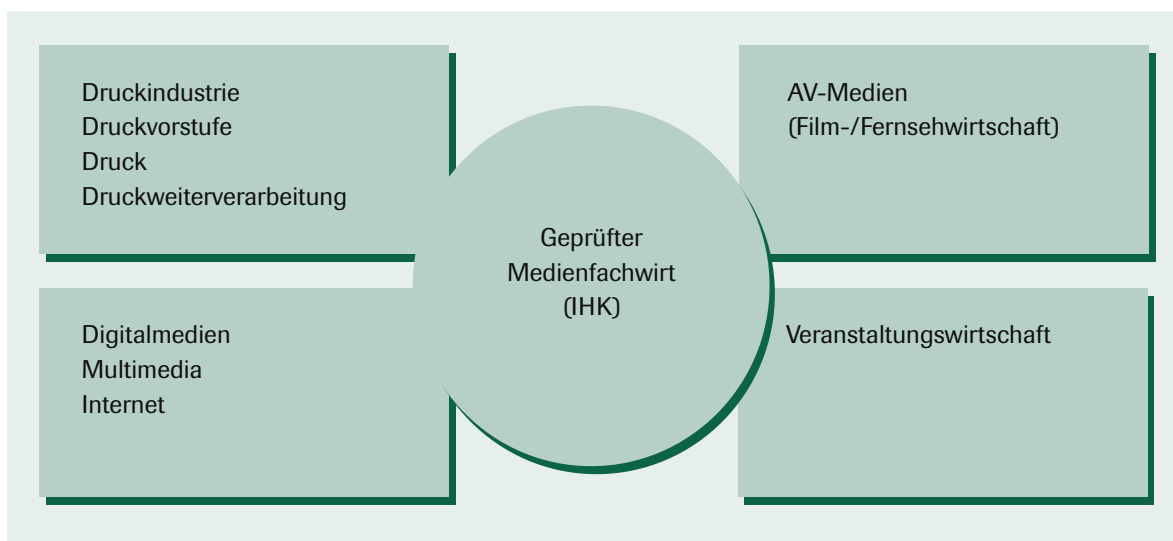 Druckindustrie
Druckvorstufe
Druck
Druckweiterverarbeitung
AV-Medien
(Film-/Fernsehwirtschaft)
Geprüfter
Medienfachwirt
(IHK)
Digitalmedien
Multimedia
Internet
Veranstaltungswirtschaft